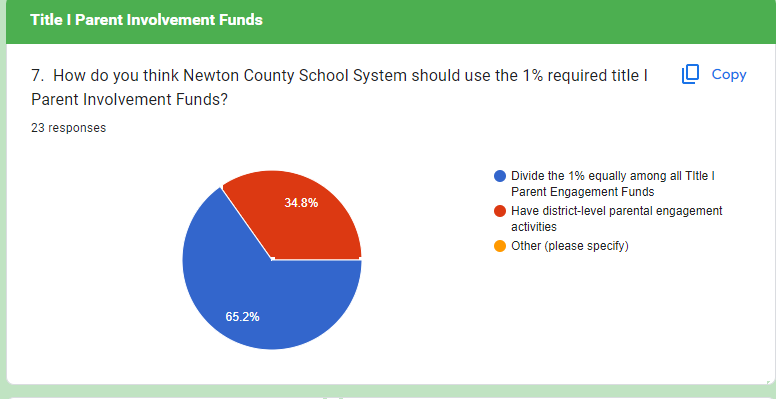 Title I Parent Involvement Funds
7.  How do you think Newton County School System should use the 1% required title I
Parent Involvement Funds?
Copy
23 responses
34.8%
65.2%
Divide the 1% equally among all TItle I
Parent Engagement Funds
Have district-level parental engagement
activities
Other (please specify)